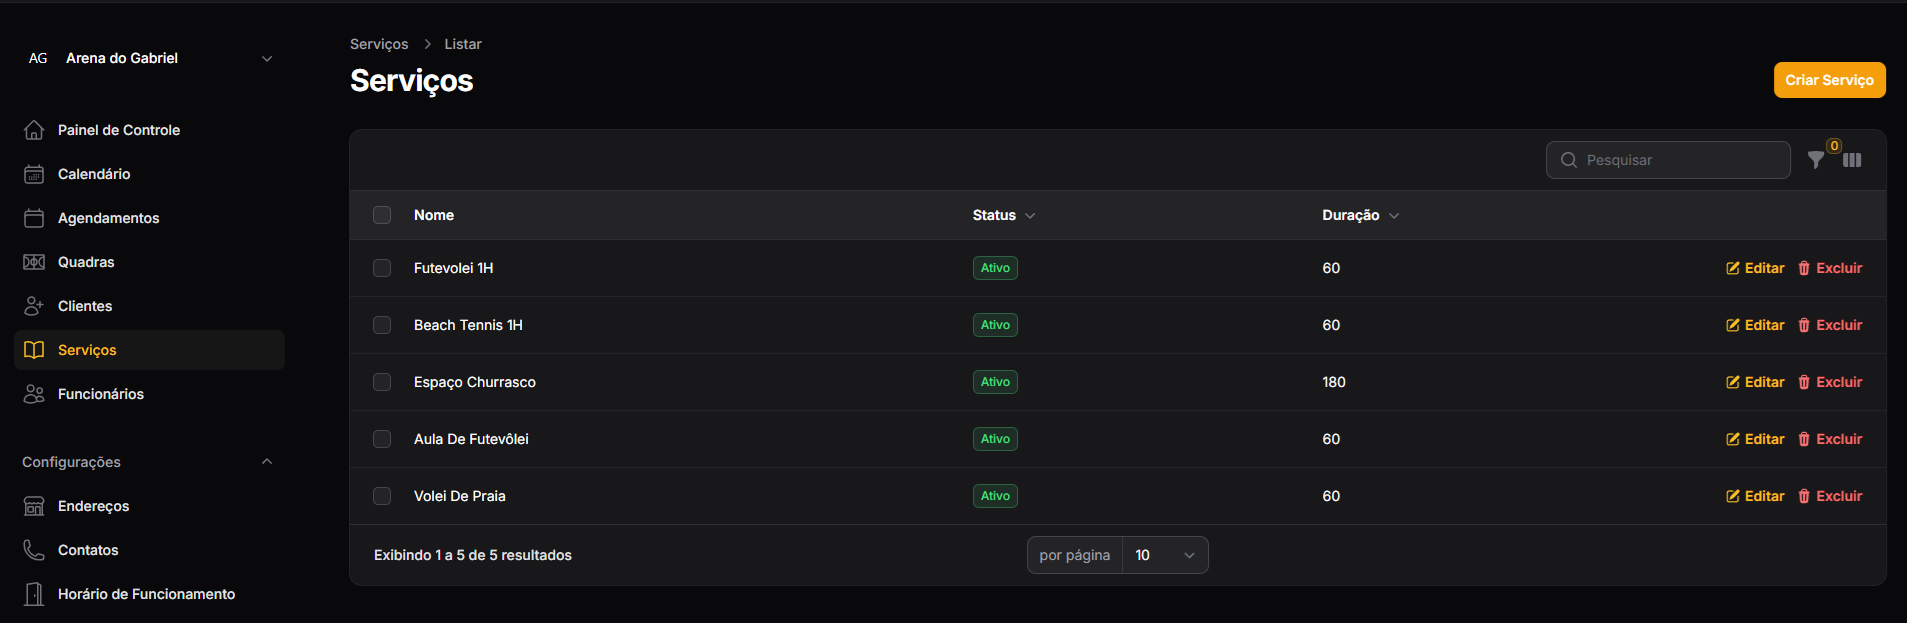 AG Arena do Gabriel
Painel de Controle
Calendário
Agendamentos
Quadras
Clientes
Serviços
Funcionários
Configurações
Endereços
Contatos
Horário de Funcionamento
Serviços > Listar
Serviços
Criar Serviço
Pesquisar
0
Nome Status Duração
Futevolei 1H Ativo 60 Editar Excluir
Beach Tennis 1H Ativo 60 Editar Excluir
Espaço Churrasco Ativo 180 Editar Excluir
Aula De Futevôlei Ativo 60 Editar Excluir
Volei De Praia Ativo 60 Editar Excluir
Exibindo 1 a 5 de 5 resultados
por página 10